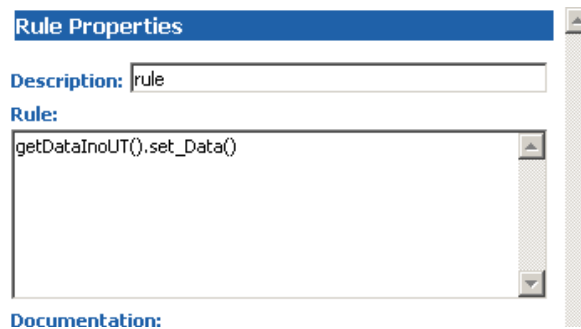 Rule Properties
Description: rule
Rule:
getDataInoUT().set_Data()
Documentation: